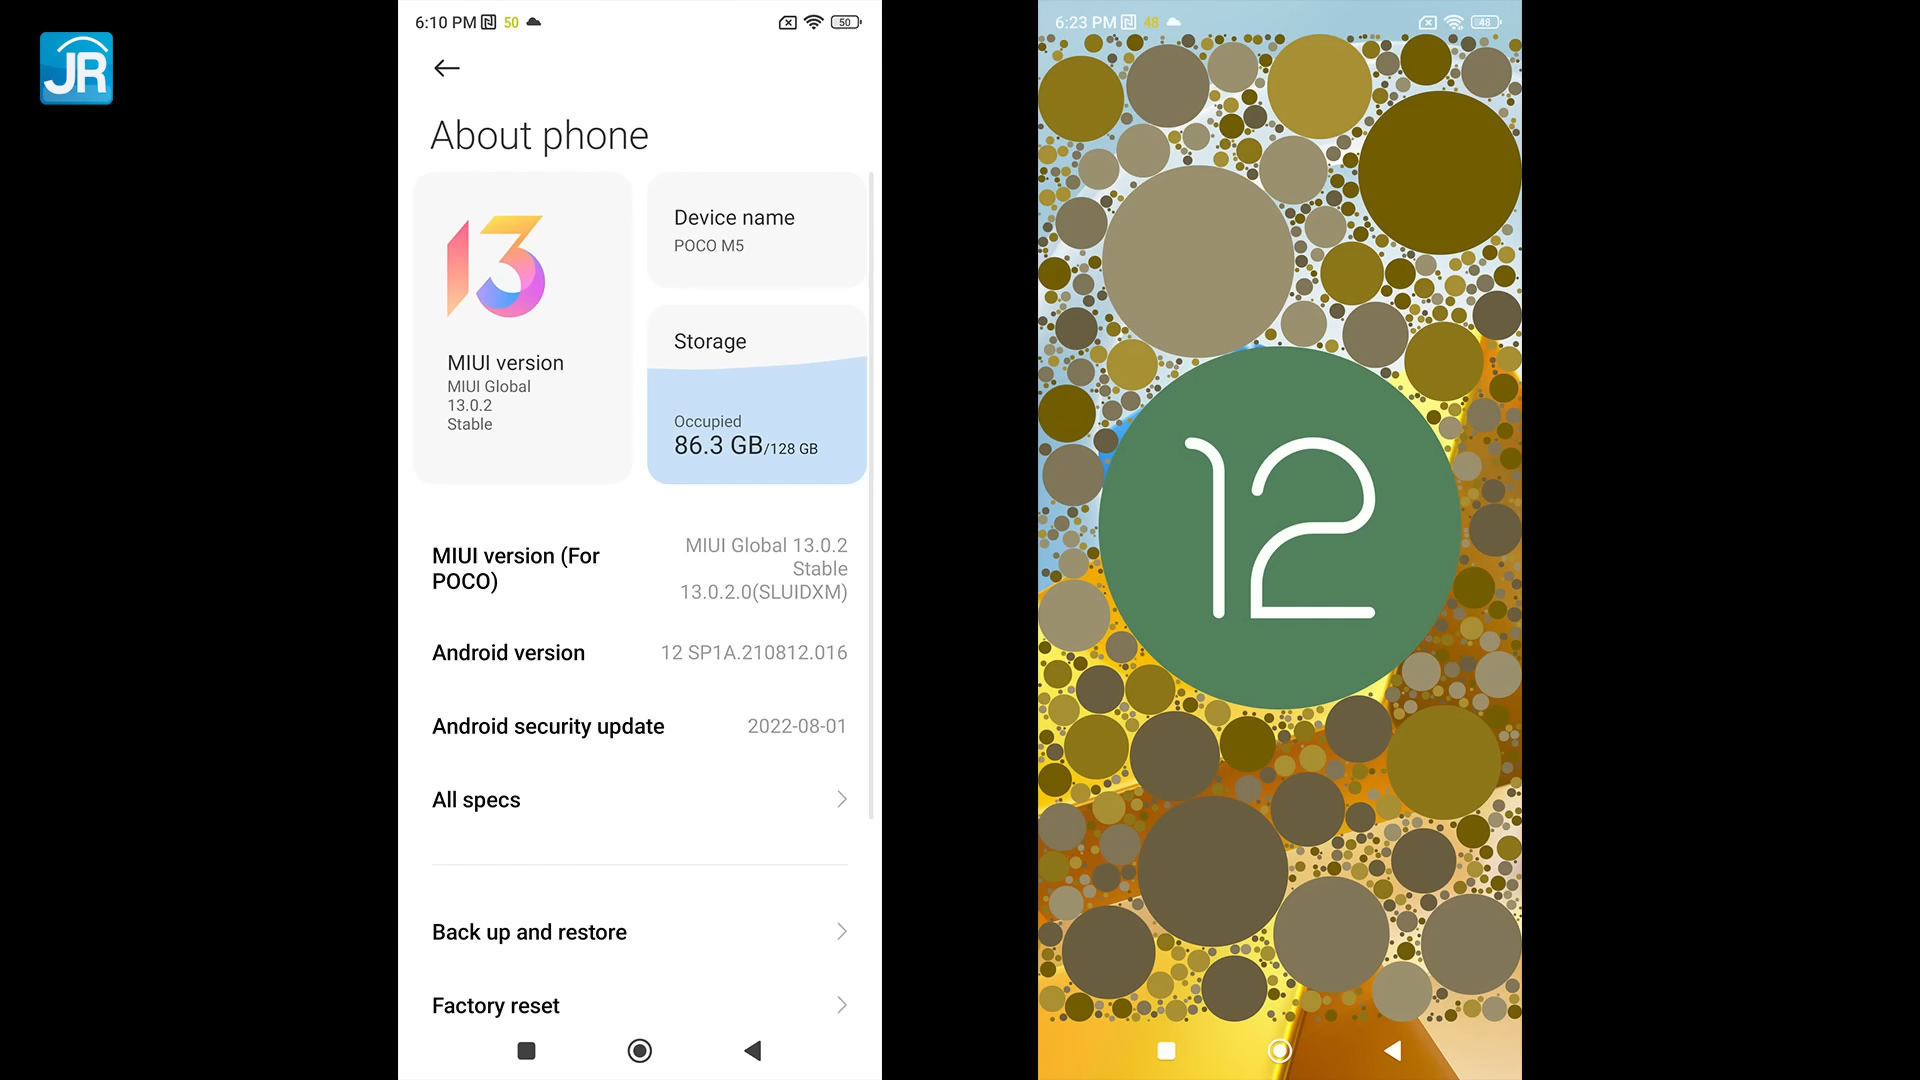 JR
6:10 PM 50 50
About phone
13
MIUI version
MIUI Global
13.0.2
Stable
Device name
POCO M5
Storage
Occupied
86.3 GB/128 GB
MIUI version (For
POCO)
MIUI Global 13.0.2
Stable
13.0.2.0(SLUIDXM)
Android version 12 SP1A.210812.016
Android security update 2022-08-01
All specs
Back up and restore
Factory reset
6:23 PM 48 48
12